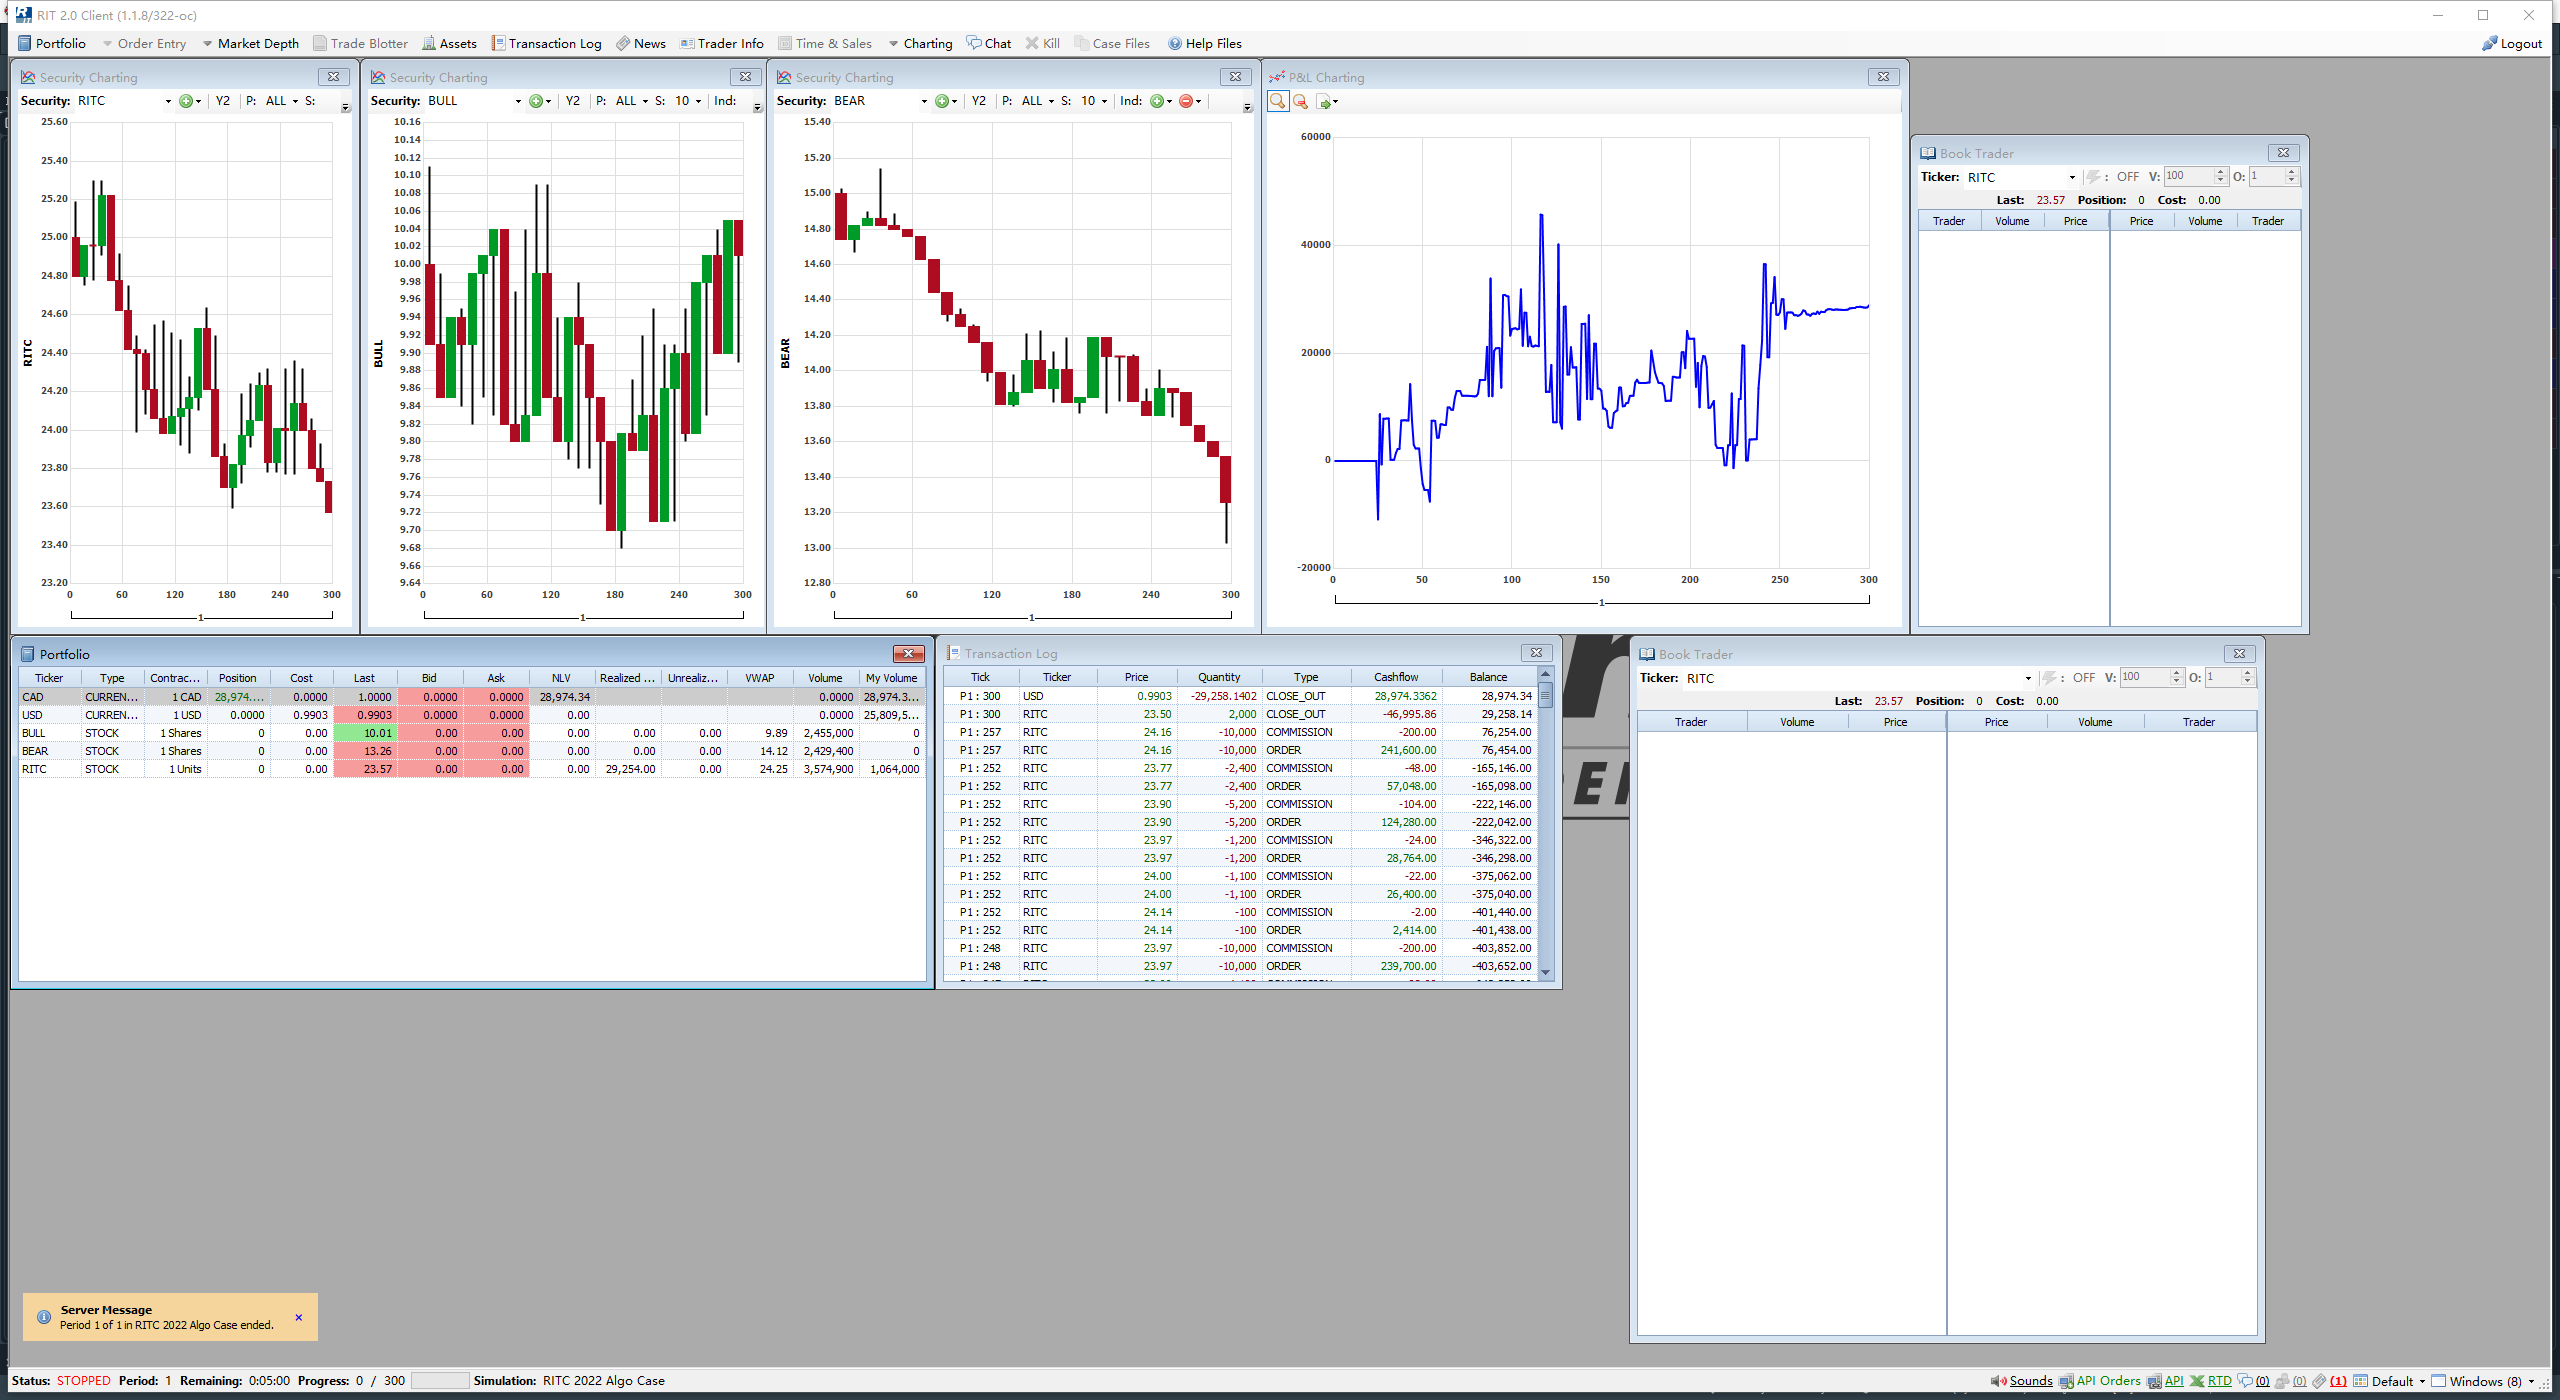 RIT 2.0 Client (1.1.8/322-oc)
Portfolio Order Entry Market Depth Trade Blotter Assets Transaction Log News Trader Info Time & Sales Charting Chat Kill Case Files Help Files Logout
Security Charting
Security: RITC Y2 P: ALL S:
25.60
25.40
25.20
25.00
24.80
24.60
24.40
24.20
24.00
23.80
23.60
23.40
23.20
RITC
0 60 120 180 240 300
1
Security Charting
Security: BULL Y2 P: ALL S: 10 Ind:
10.16
10.14
10.12
10.10
10.08
10.06
10.04
10.02
10.00
9.98
9.96
9.94
9.92
9.90
9.88
9.86
9.84
9.82
9.80
9.78
9.76
9.74
9.72
9.70
9.68
9.66
9.64
BULL
0 60 120 180 240 300
1
Security Charting
Security: BEAR Y2 P: ALL S: 10 Ind:
15.40
15.20
15.00
14.80
14.60
14.40
14.20
14.00
13.80
13.60
13.40
13.20
13.00
12.80
BEAR
0 60 120 180 240 300
1
P&L Charting
60000
40000
20000
0
-20000
0 50 100 150 200 250 300
1
Book Trader
Ticker: RITC : OFF V: 100 O: 1
Last: 23.57 Position: 0 Cost: 0.00
Trader Volume Price Price Volume Trader
Portfolio
Ticker Type Contrac... Position Cost Last Bid Ask NLV Realized ... Unrealiz... VWAP Volume My Volume
CAD CURREN... 1 CAD 28,974.... 0.0000 1.0000 0.0000 0.0000 28,974.34 0.0000 28,974.3...
USD CURREN... 1 USD 0.0000 0.9903 0.9903 0.0000 0.0000 0.00 0.0000 25,809,5...
BULL STOCK 1 Shares 0 0.00 10.01 0.00 0.00 0.00 0.00 0.00 9.89 2,455,000 0
BEAR STOCK 1 Shares 0 0.00 13.26 0.00 0.00 0.00 0.00 0.00 14.12 2,429,400 0
RITC STOCK 1 Units 0 0.00 23.57 0.00 0.00 0.00 29,254.00 0.00 24.25 3,574,900 1,064,000
Transaction Log
Tick Ticker Price Quantity Type Cashflow Balance
P1 : 300 USD 0.9903 -29,258.1402 CLOSE_OUT 28,974.3362 28,974.34
P1 : 300 RITC 23.50 2,000 CLOSE_OUT -46,995.86 29,258.14
P1 : 257 RITC 24.16 -10,000 COMMISSION -200.00 76,254.00
P1 : 257 RITC 24.16 -10,000 ORDER 241,600.00 76,454.00
P1 : 252 RITC 23.77 -2,400 COMMISSION -48.00 -165,146.00
P1 : 252 RITC 23.77 -2,400 ORDER 57,048.00 -165,098.00
P1 : 252 RITC 23.90 -5,200 COMMISSION -104.00 -222,146.00
P1 : 252 RITC 23.90 -5,200 ORDER 124,280.00 -222,042.00
P1 : 252 RITC 23.97 -1,200 COMMISSION -24.00 -346,322.00
P1 : 252 RITC 23.97 -1,200 ORDER 28,764.00 -346,298.00
P1 : 252 RITC 24.00 -1,100 COMMISSION -22.00 -375,062.00
P1 : 252 RITC 24.00 -1,100 ORDER 26,400.00 -375,040.00
P1 : 252 RITC 24.14 -100 COMMISSION -2.00 -401,440.00
P1 : 252 RITC 24.14 -100 ORDER 2,414.00 -401,438.00
P1 : 248 RITC 23.97 -10,000 COMMISSION -200.00 -403,852.00
P1 : 248 RITC 23.97 -10,000 ORDER 239,700.00 -403,652.00
Book Trader
Ticker: RITC : OFF V: 100 O: 1
Last: 23.57 Position: 0 Cost: 0.00
Trader Volume Price Price Volume Trader
Server Message
Period 1 of 1 in RITC 2022 Algo Case ended.
Status: STOPPED Period: 1 Remaining: 0:05:00 Progress: 0 / 300 Simulation: RITC 2022 Algo Case
Sounds API Orders API RTD (0) (0) (1) Default Windows (8)